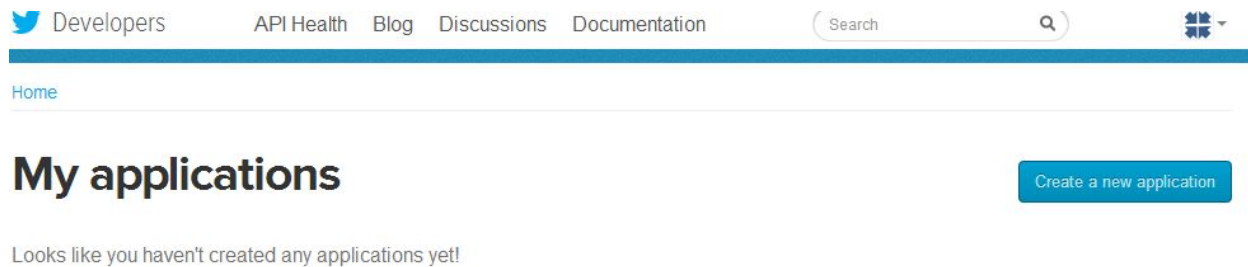 Developers API Health Blog Discussions Documentation Search
Home
My applications
Create a new application
Looks like you haven't created any applications yet!